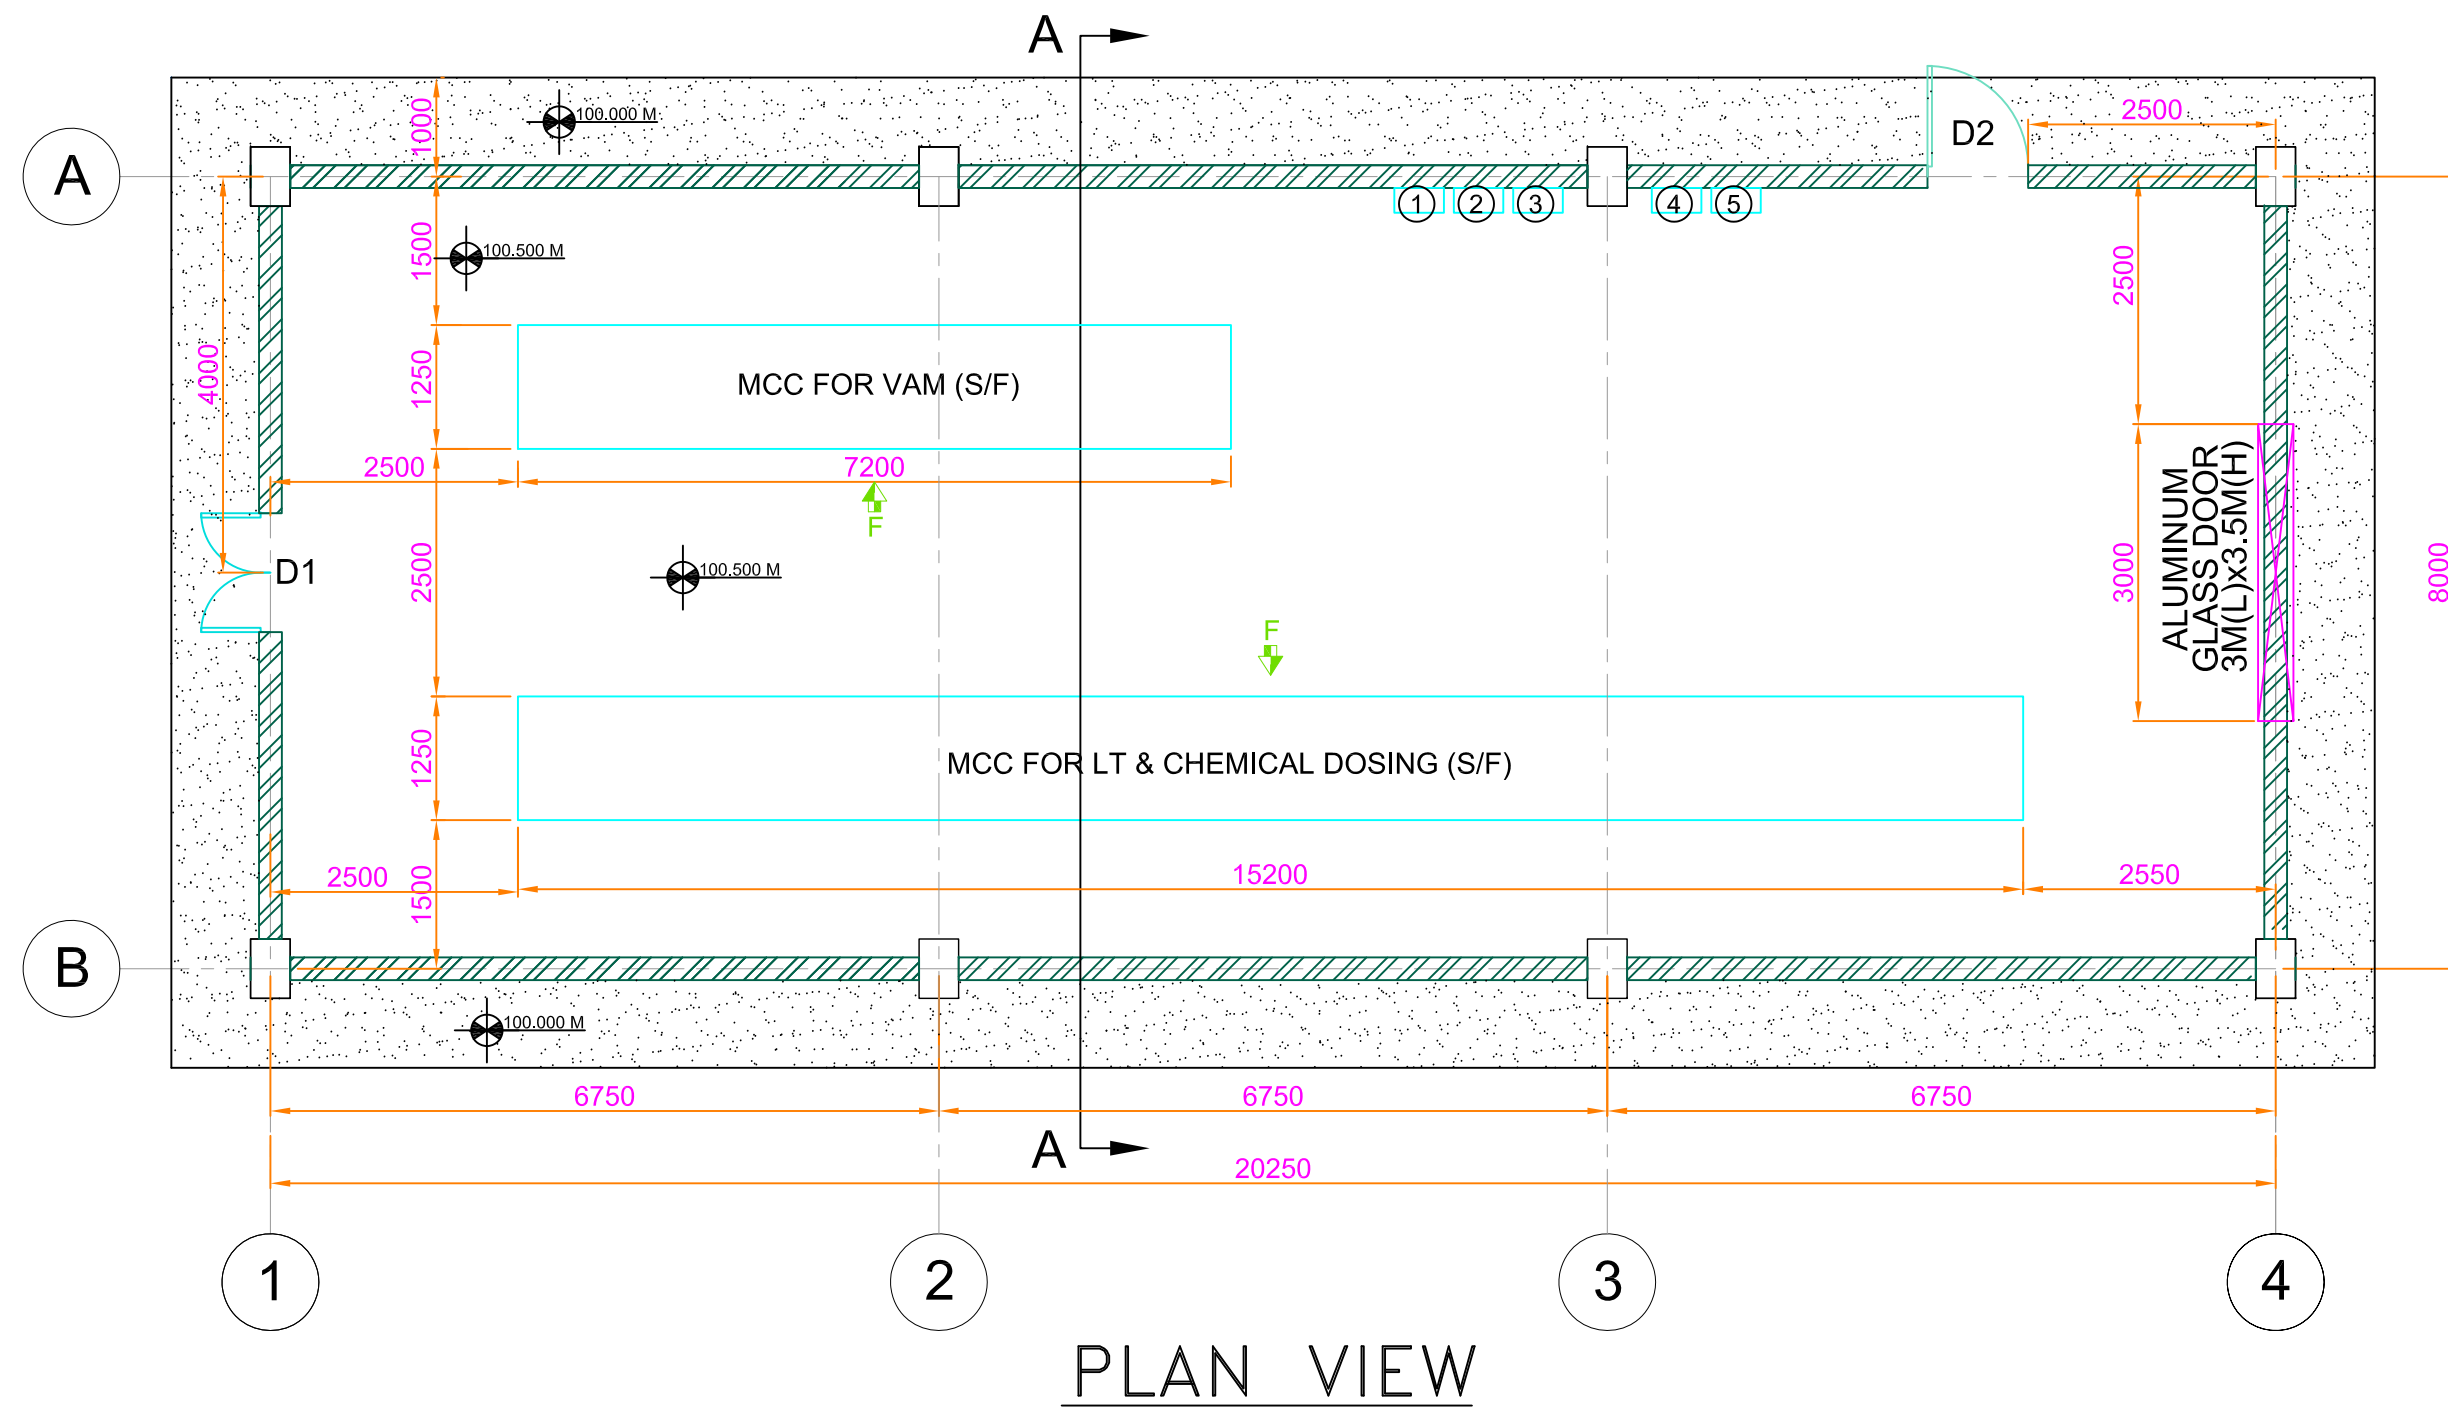 A
1000
100.000 M
2500
D2
A
1 2 3 4 5
1500
100.500 M
2500
4000
1250
MCC FOR VAM (S/F)
2500
7200
F
ALUMINUM
GLASS DOOR
3M(L)x3.5M(H)
D1
2500
100.500 M
3000
8000
F
1250
MCC FOR LT & CHEMICAL DOSING (S/F)
2500
1500
15200
2550
B
100.000 M
6750
6750
6750
A
20250
1
2
3
4
PLAN VIEW